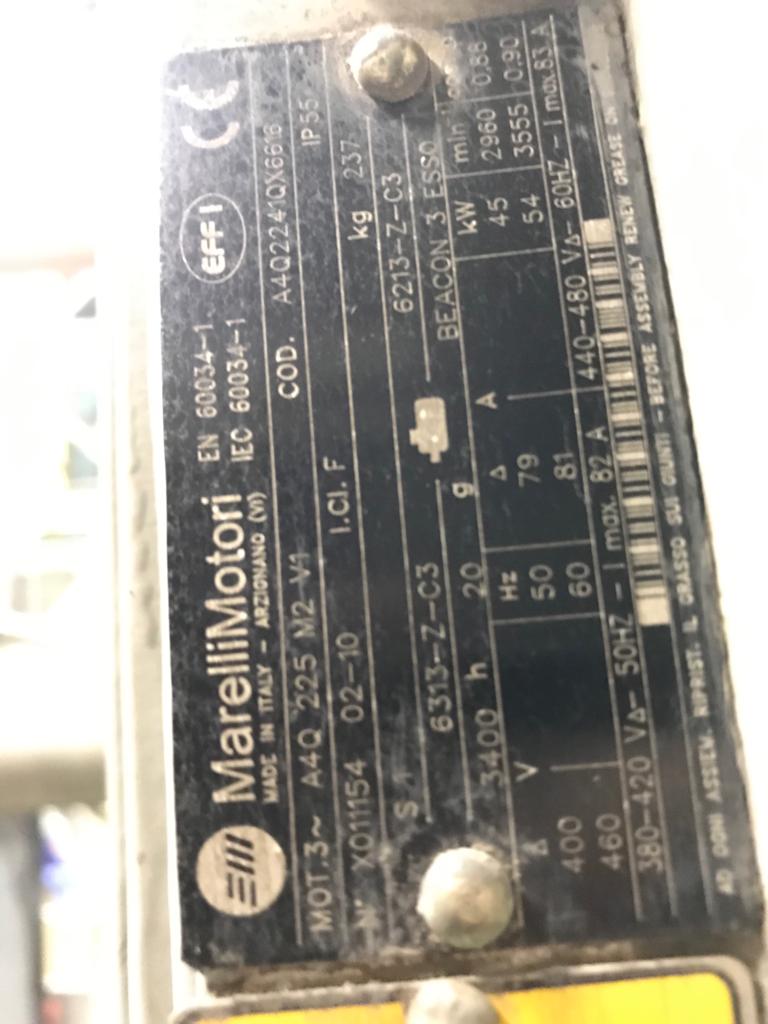 MarelliMotori EN 60034-1 EFF1 CE
MADE IN ITALY - ARZIGNANO (VI) IEC 60034-1
MOT.3~ A4Q 225 M2 V1 COD. A4Q2241QX6616
N° X011154 02-10 I.Cl. F IP 55
S 1 kg 237
6313-Z-C3 6213-Z-C3
3400 h 20 g BEACON 3 ESSO
Δ V Hz Δ A kW min
400 50 79 45 2960 0.88
460 60 81 54 3555 0.90
380-420 VΔ- 50HZ - I max. 82 A 440-480 VΔ- 60HZ - I max.83 A
AD OGNI ASSEM. RIPRIST. IL GRASSO SUI GIUNTI - BEFORE ASSEMBLY RENEW GREASE ON